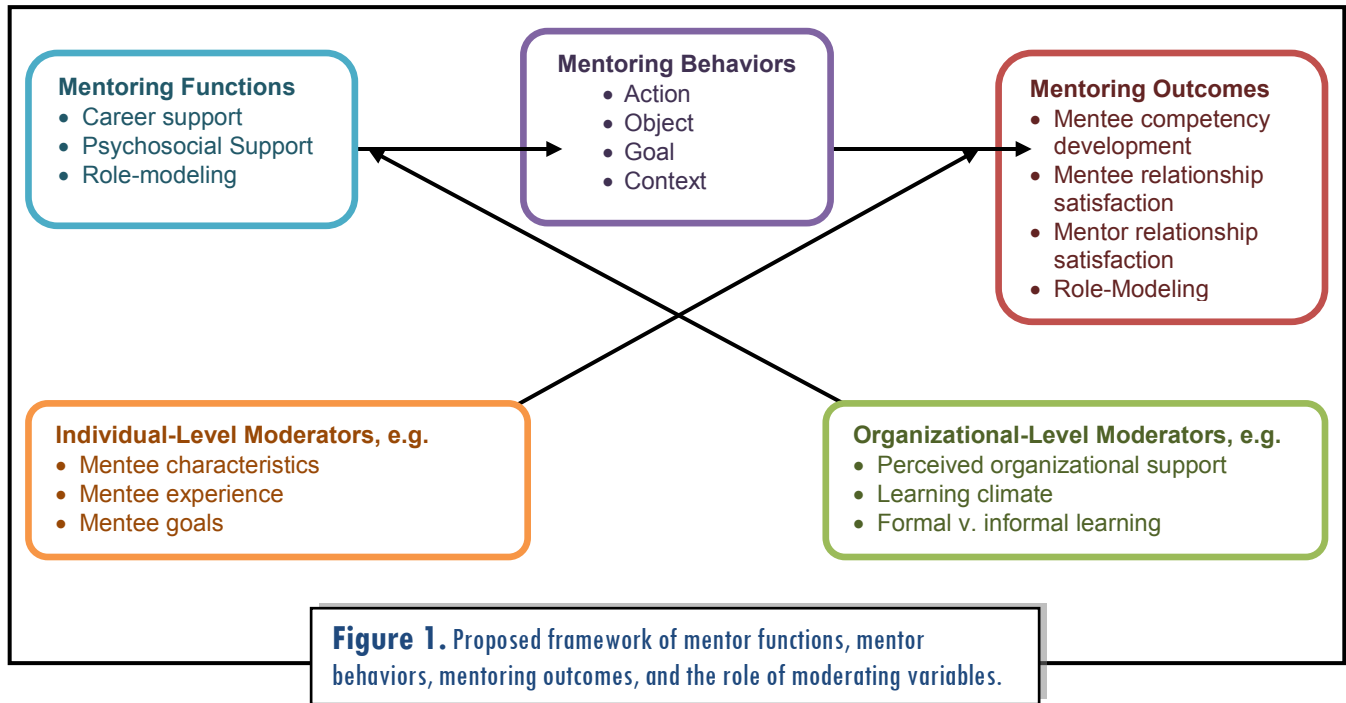 Mentoring Functions
• Career support
• Psychosocial Support
• Role-modeling
Mentoring Behaviors
• Action
• Object
• Goal
• Context
Mentoring Outcomes
• Mentee competency
development
• Mentee relationship
satisfaction
• Mentor relationship
satisfaction
• Role-Modeling
Individual-Level Moderators, e.g.
• Mentee characteristics
• Mentee experience
• Mentee goals
Organizational-Level Moderators, e.g.
• Perceived organizational support
• Learning climate
• Formal v. informal learning
Figure 1. Proposed framework of mentor functions, mentor
behaviors, mentoring outcomes, and the role of moderating variables.